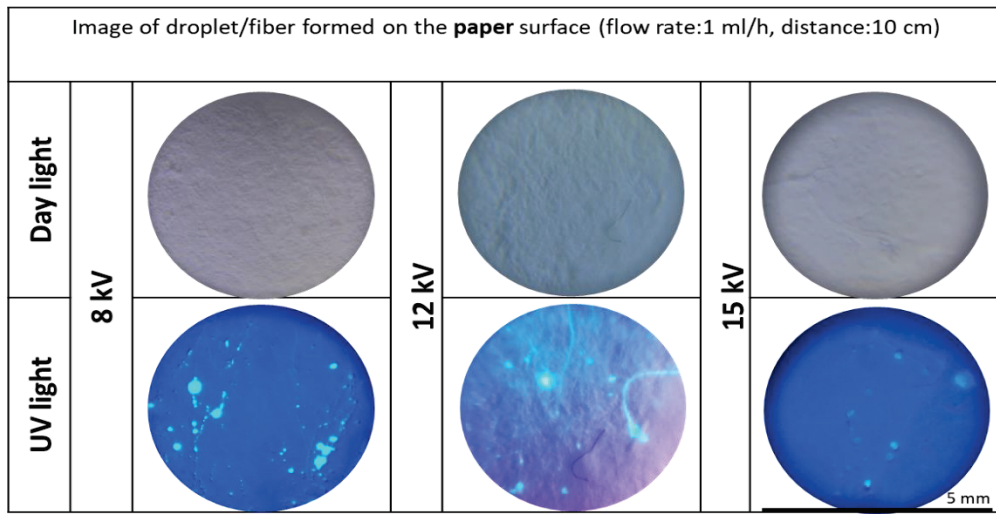 Image of droplet/fiber formed on the paper surface (flow rate:1 ml/h, distance:10 cm)
Day light
8 kV
12 kV
15 kV
UV light
5 mm